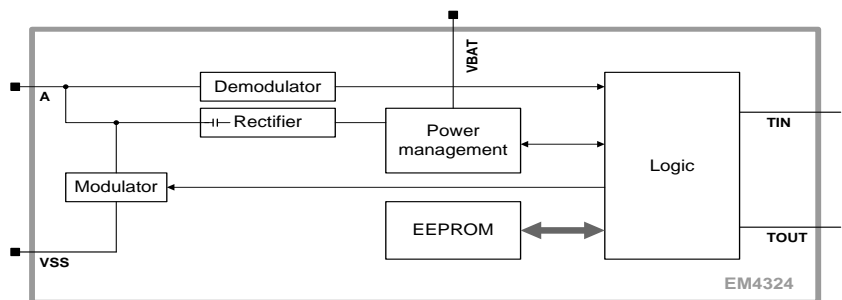 VBAT
A
Demodulator
Rectifier
Power
management
TIN
Logic
Modulator
EEPROM
TOUT
VSS
EM4324